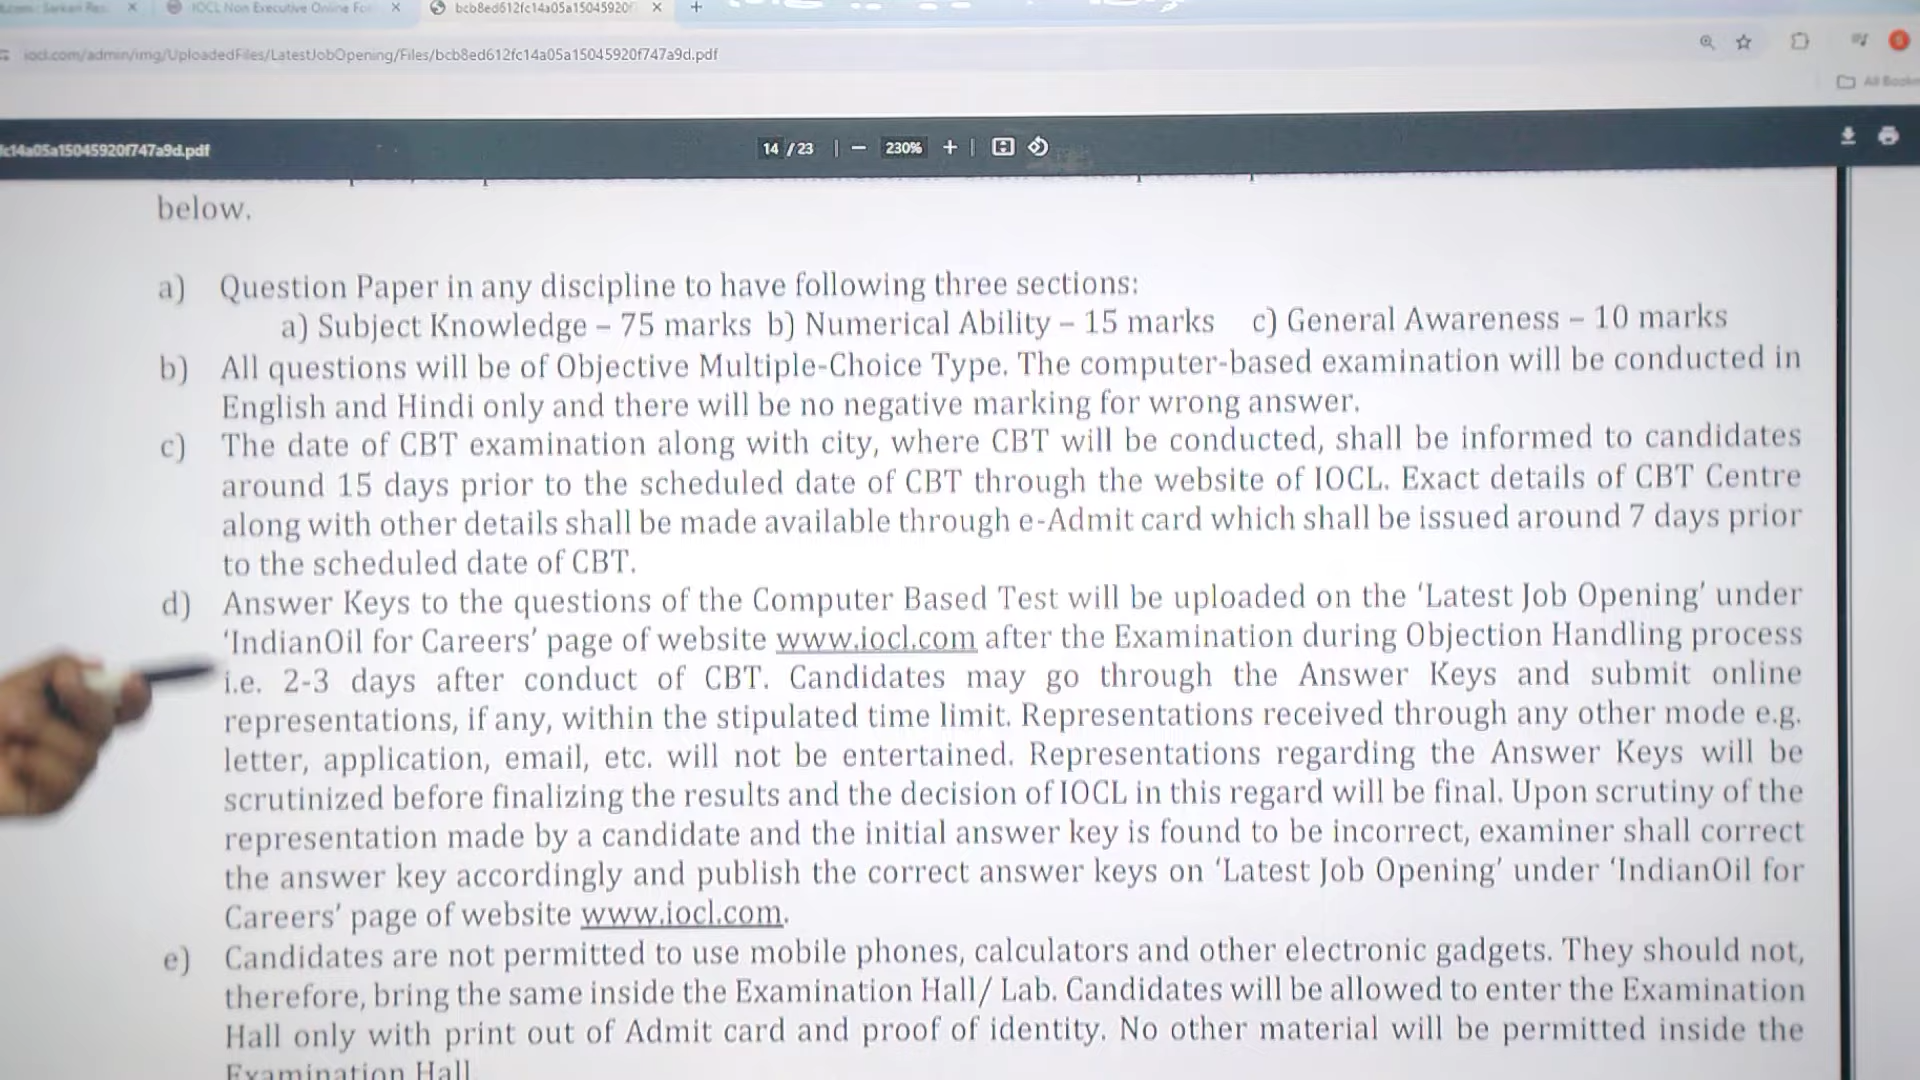 IOCL Non Executive Online For
bcb8ed612fc14a05a15045920f
iocl.com/admin/img/UploadedFiles/LatestJobOpening/Files/bcb8ed612fc14a05a15045920f747a9d.pdf
All Book
fc14a05a15045920f747a9d.pdf
14 / 23 | − 230% + |
below.
a) Question Paper in any discipline to have following three sections:
a) Subject Knowledge – 75 marks b) Numerical Ability – 15 marks c) General Awareness – 10 marks
b) All questions will be of Objective Multiple-Choice Type. The computer-based examination will be conducted in
English and Hindi only and there will be no negative marking for wrong answer.
c) The date of CBT examination along with city, where CBT will be conducted, shall be informed to candidates
around 15 days prior to the scheduled date of CBT through the website of IOCL. Exact details of CBT Centre
along with other details shall be made available through e-Admit card which shall be issued around 7 days prior
to the scheduled date of CBT.
d) Answer Keys to the questions of the Computer Based Test will be uploaded on the ‘Latest Job Opening’ under
‘IndianOil for Careers’ page of website www.iocl.com after the Examination during Objection Handling process
i.e. 2-3 days after conduct of CBT. Candidates may go through the Answer Keys and submit online
representations, if any, within the stipulated time limit. Representations received through any other mode e.g.
letter, application, email, etc. will not be entertained. Representations regarding the Answer Keys will be
scrutinized before finalizing the results and the decision of IOCL in this regard will be final. Upon scrutiny of the
representation made by a candidate and the initial answer key is found to be incorrect, examiner shall correct
the answer key accordingly and publish the correct answer keys on ‘Latest Job Opening’ under ‘IndianOil for
Careers’ page of website www.iocl.com.
e) Candidates are not permitted to use mobile phones, calculators and other electronic gadgets. They should not,
therefore, bring the same inside the Examination Hall/ Lab. Candidates will be allowed to enter the Examination
Hall only with print out of Admit card and proof of identity. No other material will be permitted inside the
Examination Hall